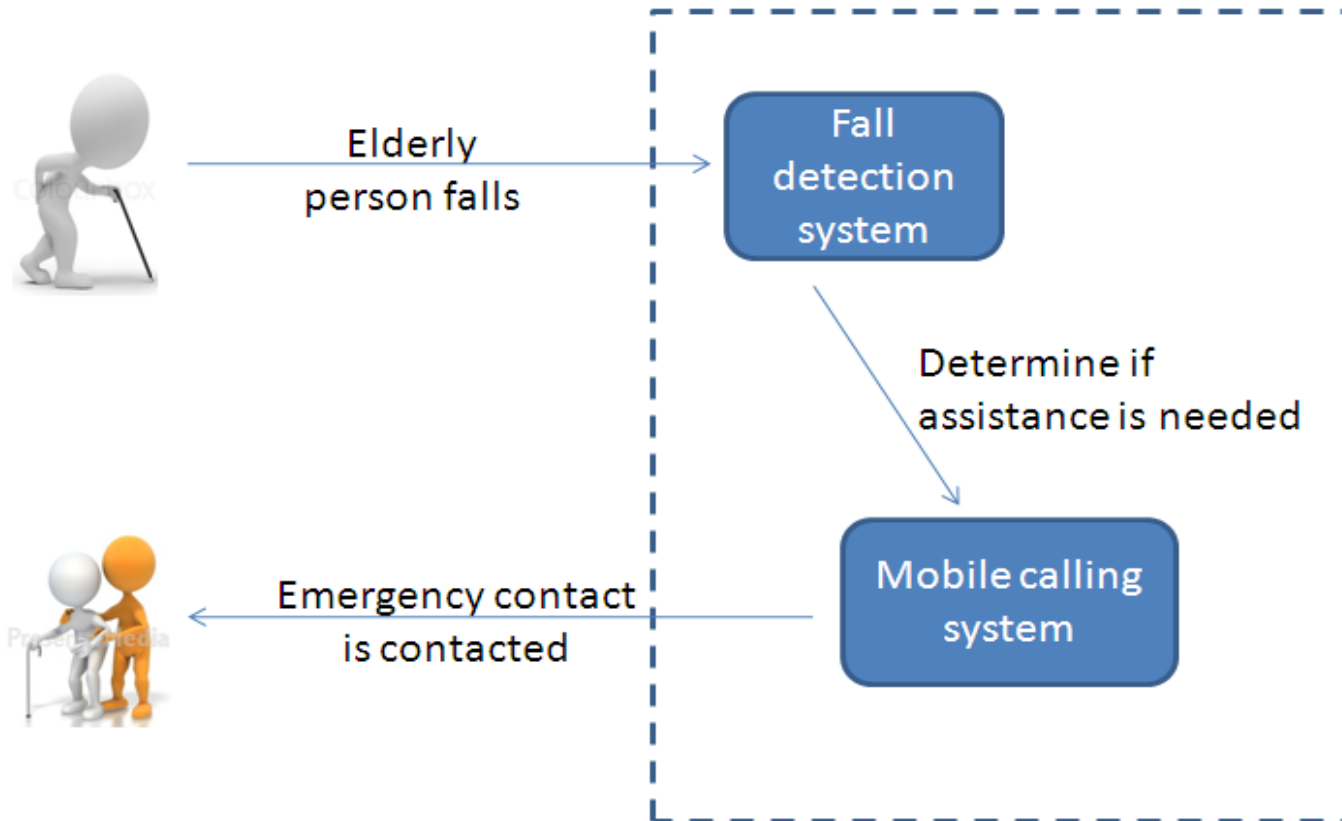 Elderly
person falls
Fall
detection
system
Determine if
assistance is needed
Mobile calling
system
Emergency contact
is contacted